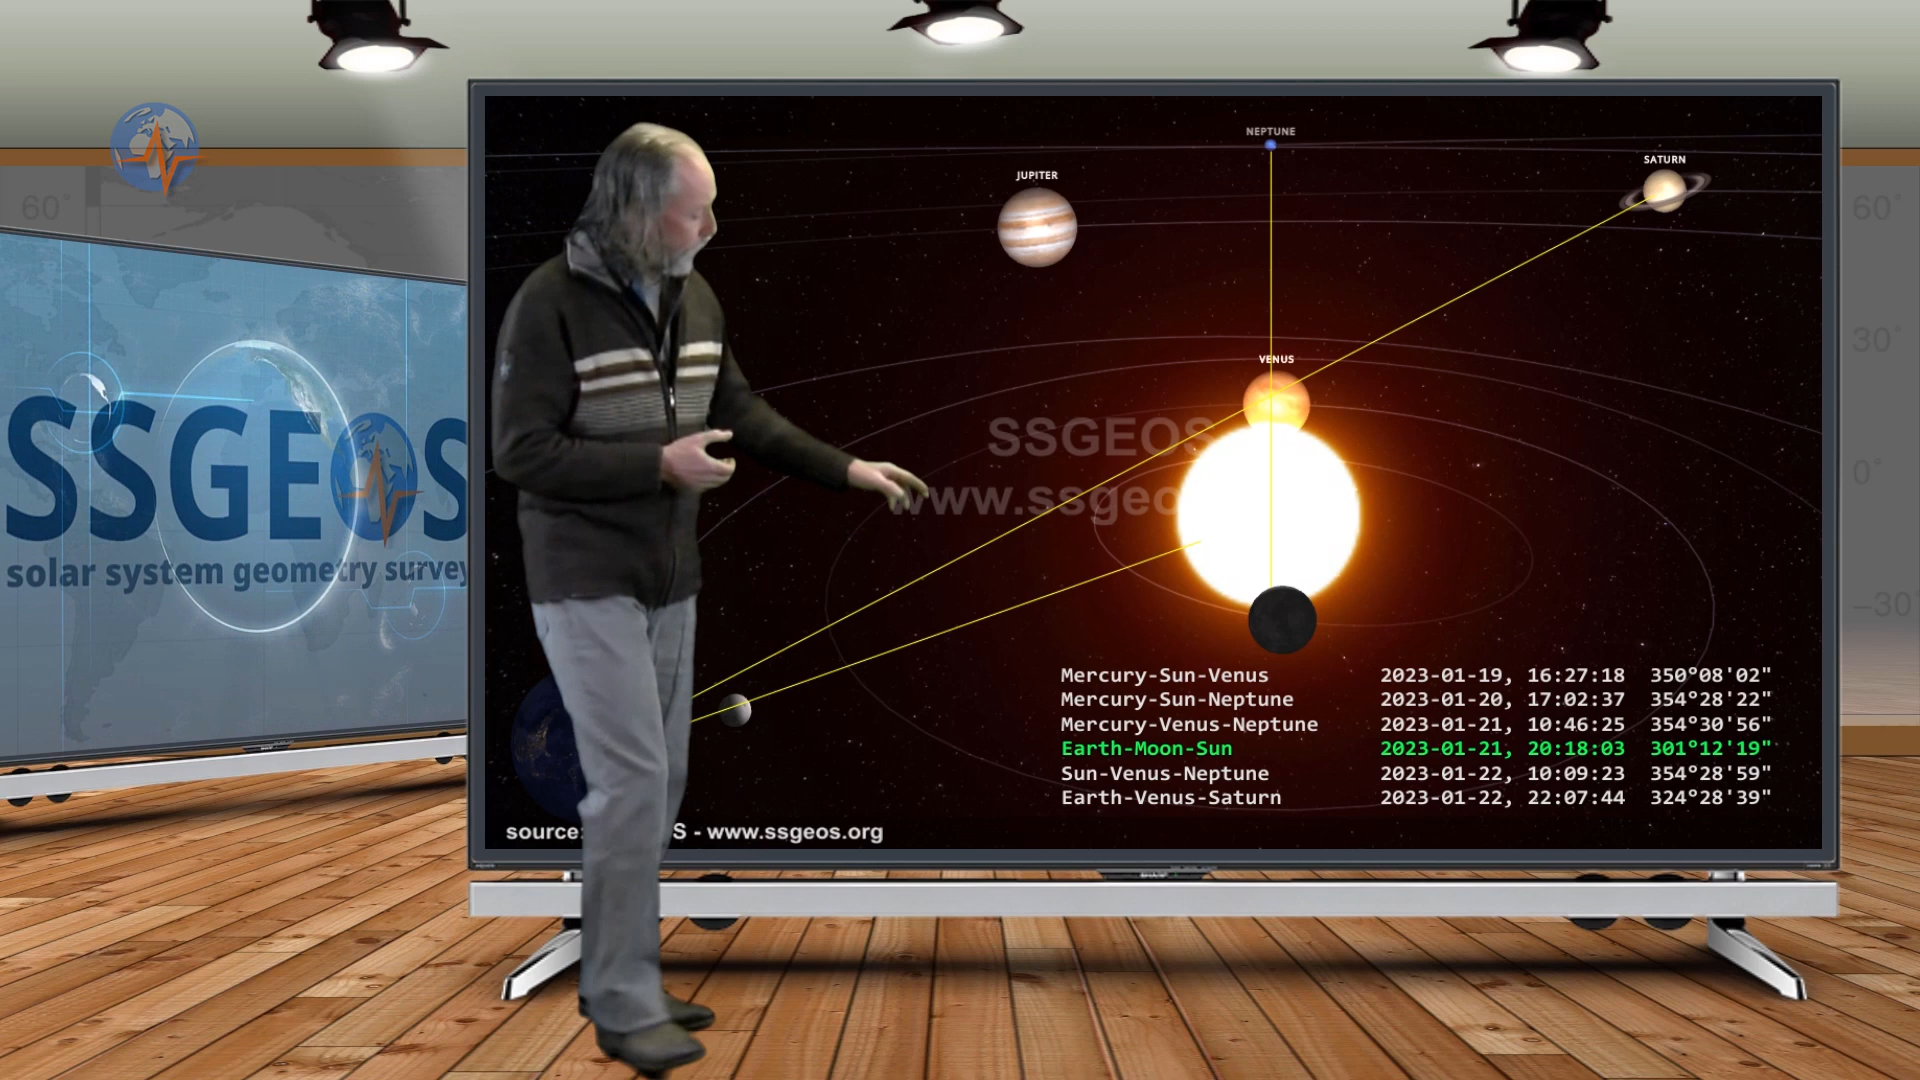 60°
SSGEOS
solar system geometry survey
NEPTUNE
SATURN
JUPITER
VENUS
SSGEOS
www.ssgeo
Mercury-Sun-Venus 2023-01-19, 16:27:18 350°08'02"
Mercury-Sun-Neptune 2023-01-20, 17:02:37 354°28'22"
Mercury-Venus-Neptune 2023-01-21, 10:46:25 354°30'56"
Earth-Moon-Sun 2023-01-21, 20:18:03 301°12'19"
Sun-Venus-Neptune 2023-01-22, 10:09:23 354°28'59"
Earth-Venus-Saturn 2023-01-22, 22:07:44 324°28'39"
source: S - www.ssgeos.org
60°
30°
0°
−30°